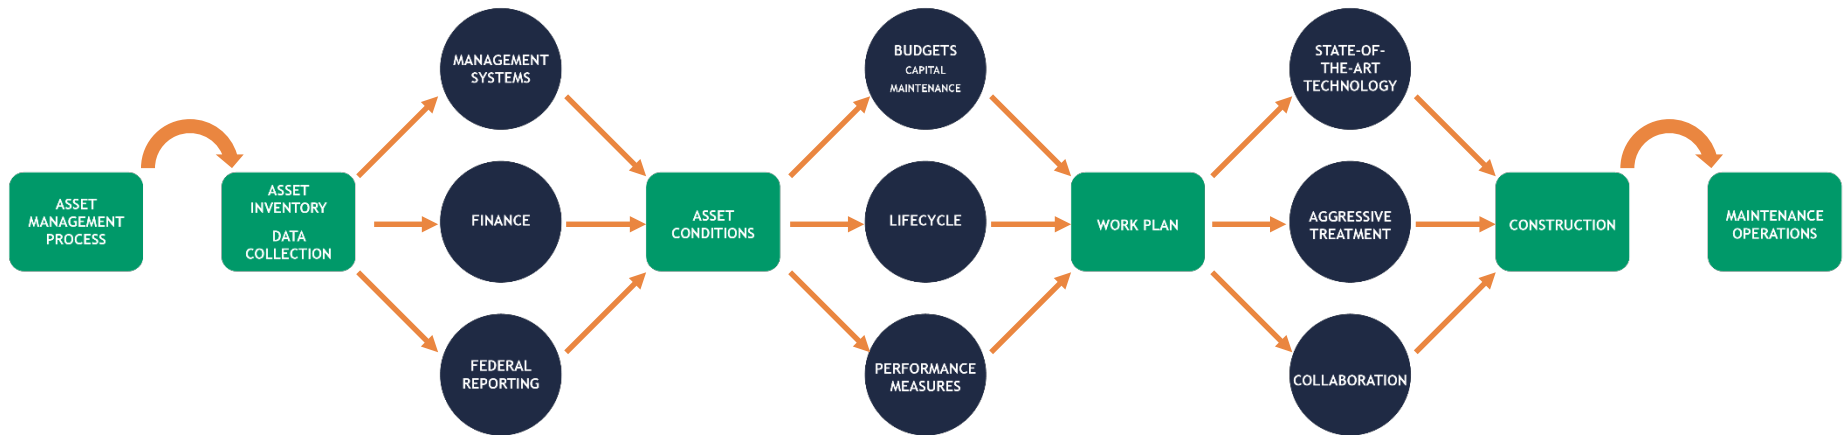 ASSET
MANAGEMENT
PROCESS
ASSET
INVENTORY
DATA
COLLECTION
MANAGEMENT
SYSTEMS
FINANCE
FEDERAL
REPORTING
ASSET
CONDITIONS
BUDGETS
CAPITAL
MAINTENANCE
LIFECYCLE
PERFORMANCE
MEASURES
WORK PLAN
STATE-OF-
THE-ART
TECHNOLOGY
AGGRESSIVE
TREATMENT
COLLABORATION
CONSTRUCTION
MAINTENANCE
OPERATIONS